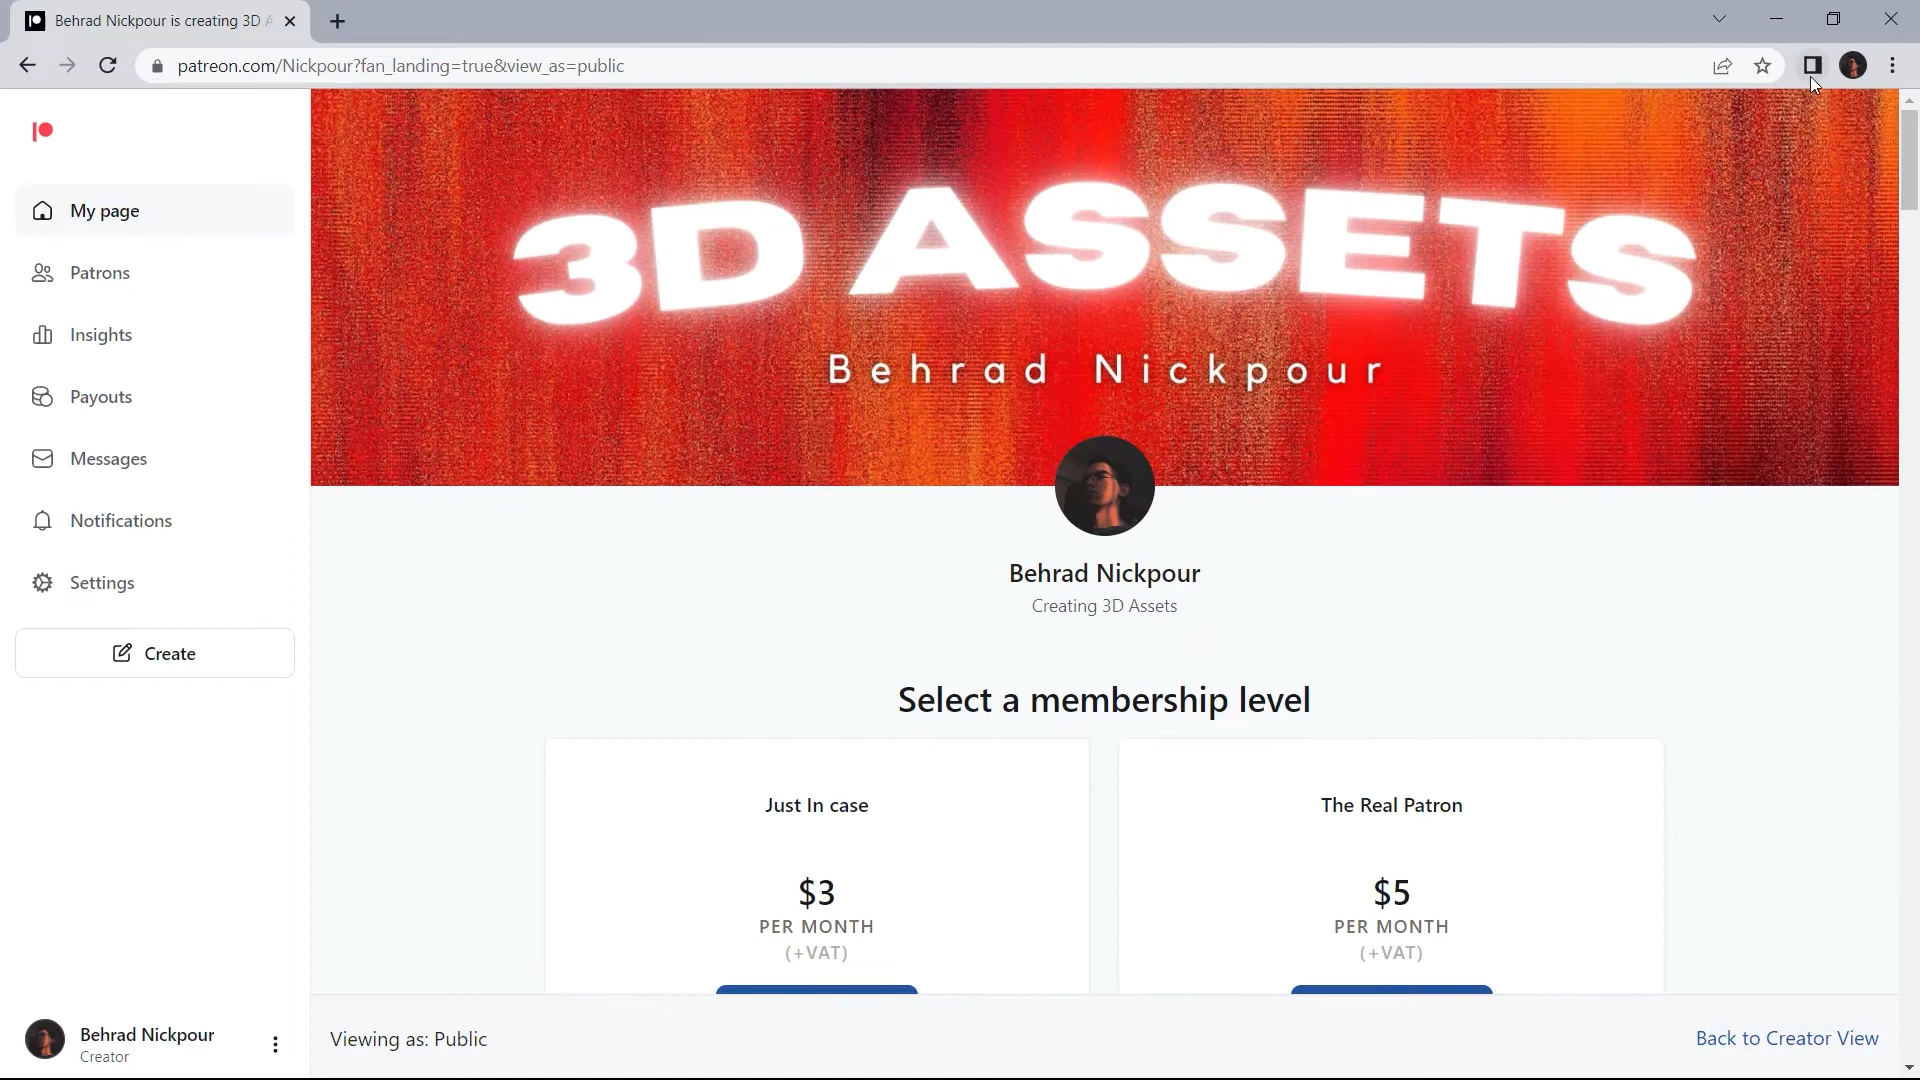 Behrad Nickpour is creating 3D A
patreon.com/Nickpour?fan_landing=true&view_as=public
My page
Patrons
Insights
Payouts
Messages
Notifications
Settings
Create
Behrad Nickpour
Creator
3D ASSETS
Behrad Nickpour
Behrad Nickpour
Creating 3D Assets
Select a membership level
Just In case
$3
PER MONTH
(+VAT)
The Real Patron
$5
PER MONTH
(+VAT)
Viewing as: Public
Back to Creator View